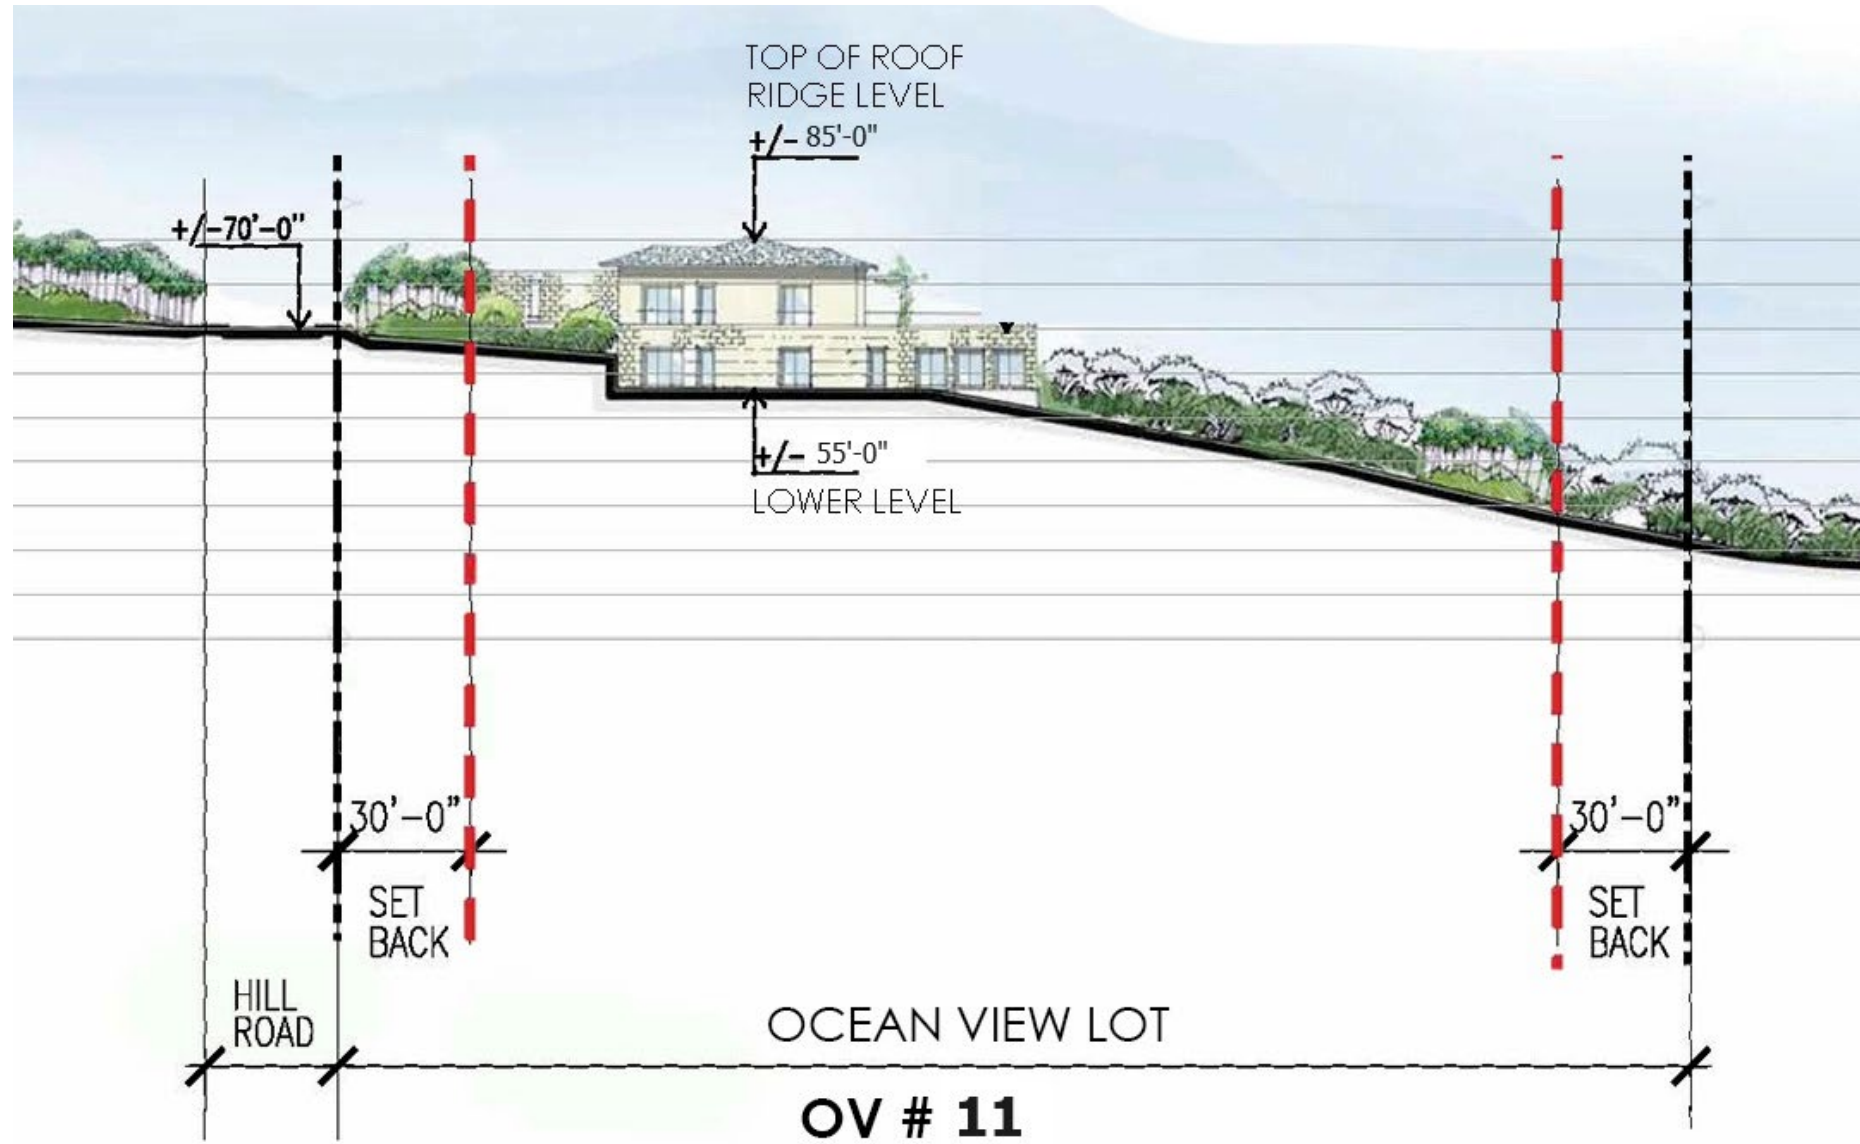 TOP OF ROOF
RIDGE LEVEL
+/- 85'-0"
+/-70'-0"
+/- 55'-0"
LOWER LEVEL
30'-0"
30'-0"
SET
BACK
SET
BACK
HILL
ROAD
OCEAN VIEW LOT
OV # 11